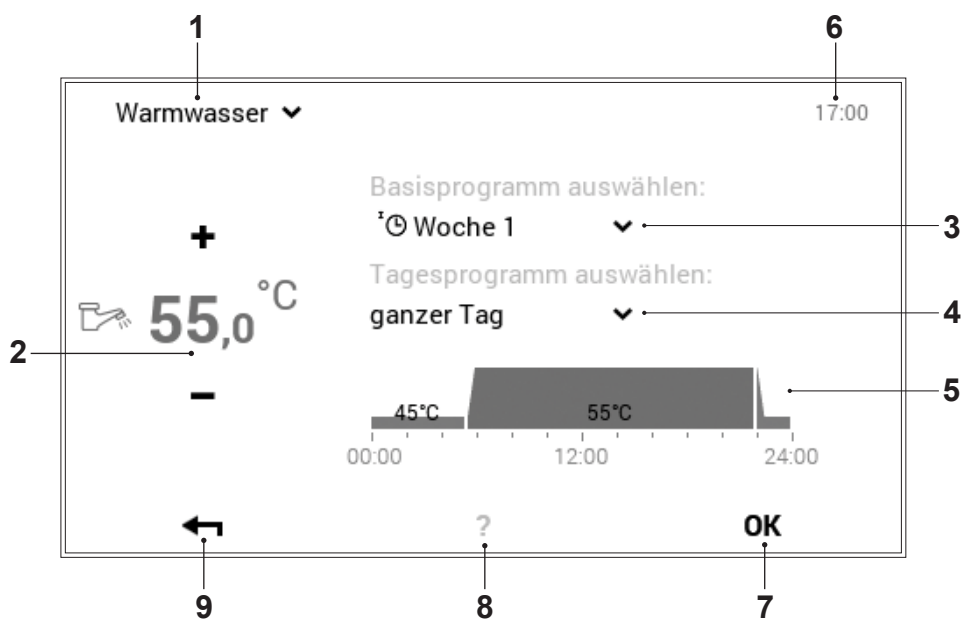 1 6
Warmwasser 17:00
Basisprogramm auswählen:
I Woche 1 3
+
Tagesprogramm auswählen:
55,0 °C
ganzer Tag 4
2
− 5
45°C 55°C
00:00 12:00 24:00
? OK
9 8 7